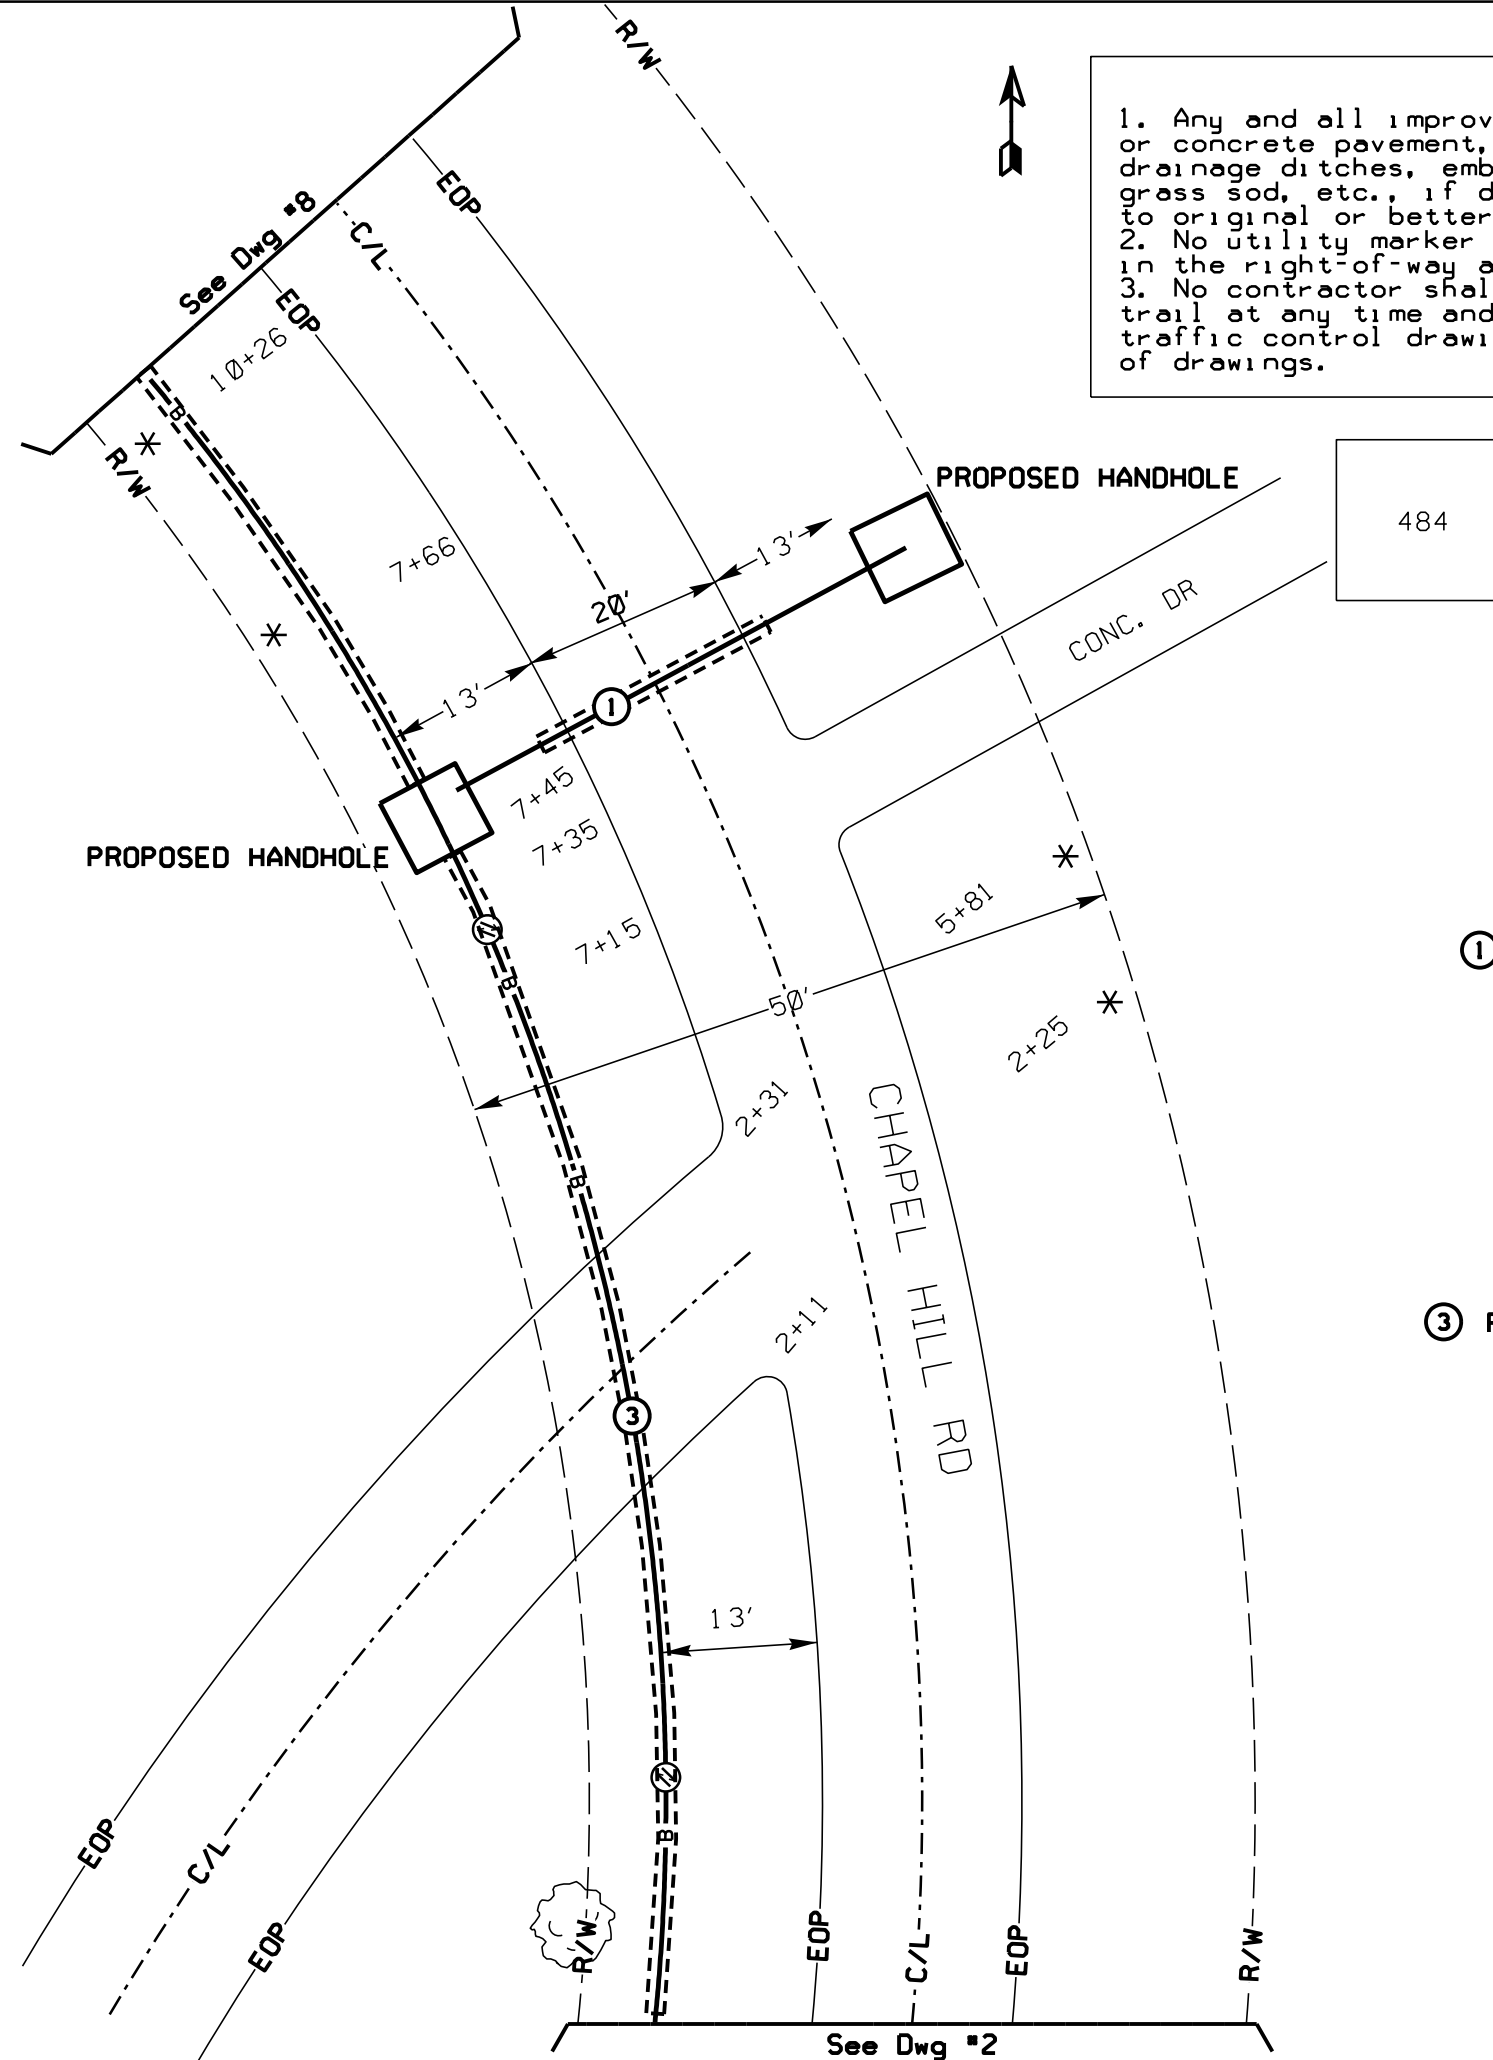 R/W
1. Any and all improv
or concrete pavement,
drainage ditches, emb
grass sod, etc., if d
to original or better
2. No utility marker
in the right-of-way a
3. No contractor shal
trail at any time and
traffic control drawi
of drawings.
EOP
See Dwg #8
C/L
EOP
10+26
B
R/W
PROPOSED HANDHOLE
484
7+66
13'
20'
CONC. DR
13'
1
7+45
7+35
PROPOSED HANDHOLE
5+81
7+15
1
B
50'
2+25
2+31
CHAPEL HILL RD
B
2+11
3
3
13'
B
EOP
C/L
EOP
R/W
EOP
C/L
EOP
R/W
See Dwg #2